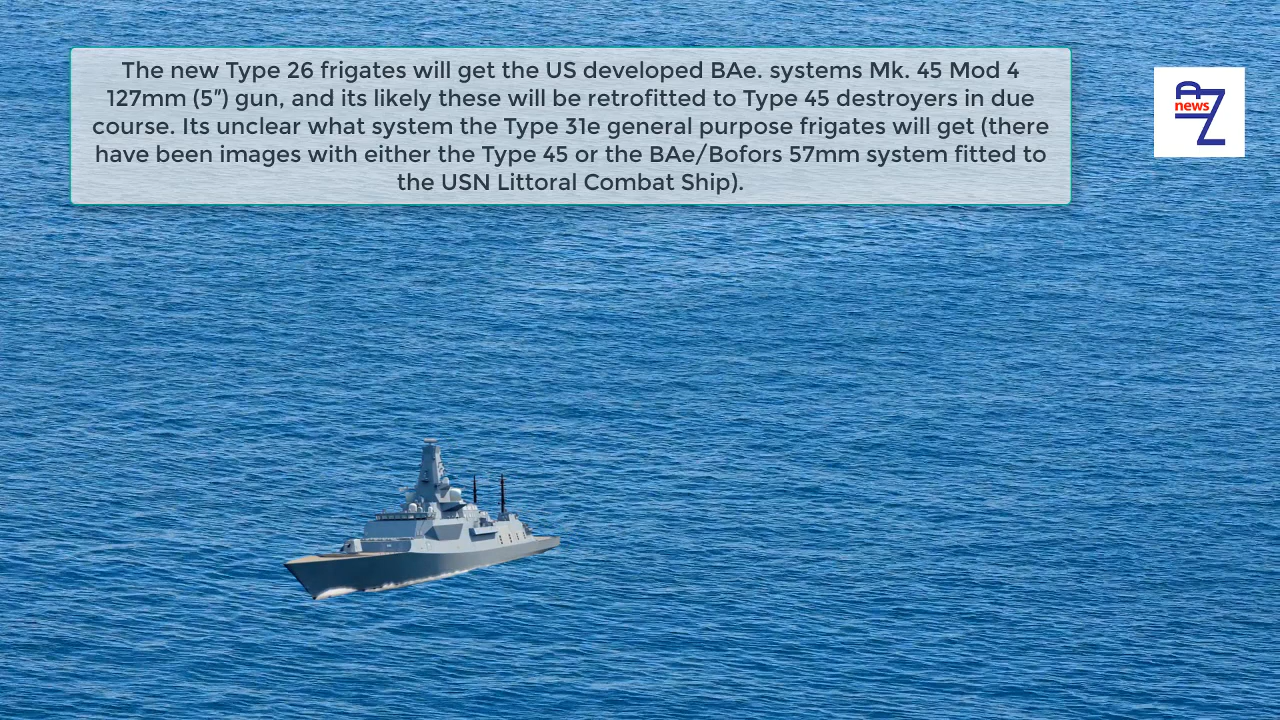 The new Type 26 frigates will get the US developed BAe. systems Mk. 45 Mod 4
127mm (5″) gun, and its likely these will be retrofitted to Type 45 destroyers in due
course. Its unclear what system the Type 31e general purpose frigates will get (there
have been images with either the Type 45 or the BAe/Bofors 57mm system fitted to
the USN Littoral Combat Ship).
A
news
Z